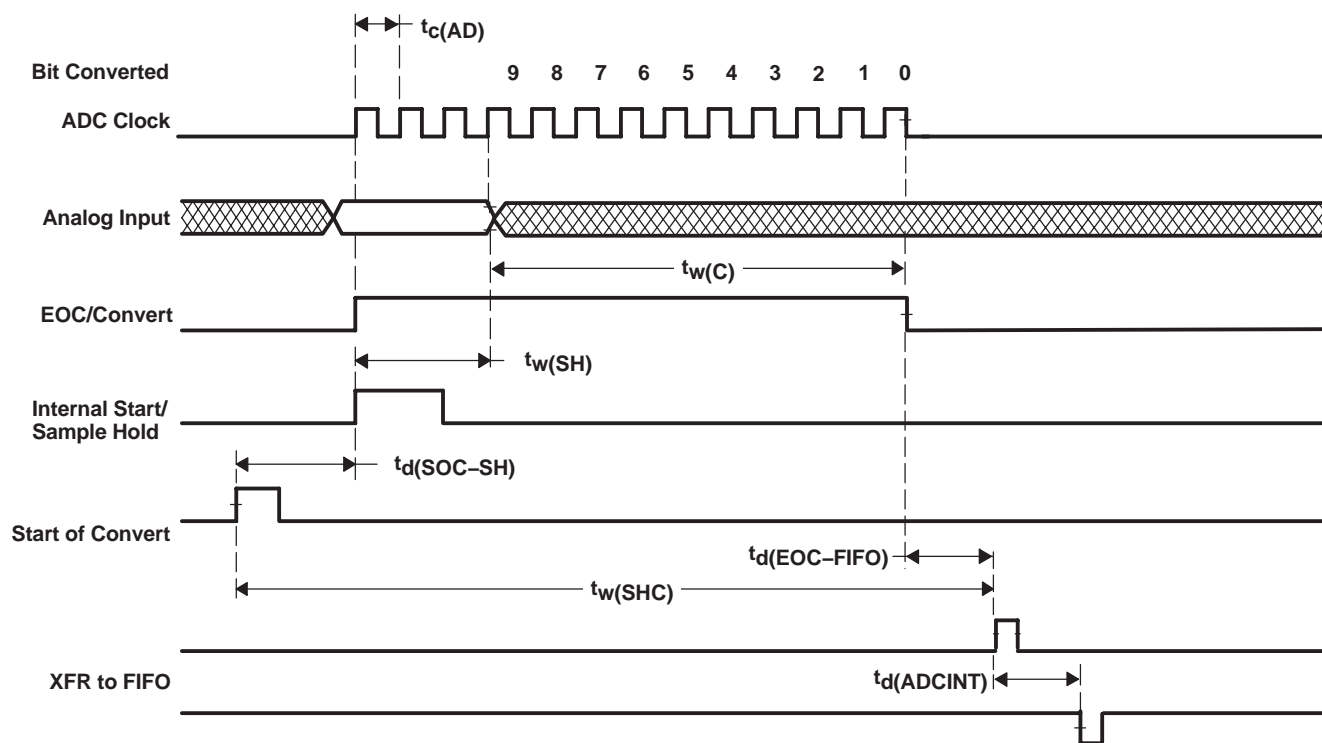 tc(AD)
Bit Converted
9 8 7 6 5 4 3 2 1 0
ADC Clock
Analog Input
tw(C)
EOC/Convert
tw(SH)
Internal Start/
Sample Hold
td(SOC–SH)
Start of Convert
td(EOC–FIFO)
tw(SHC)
XFR to FIFO
td(ADCINT)